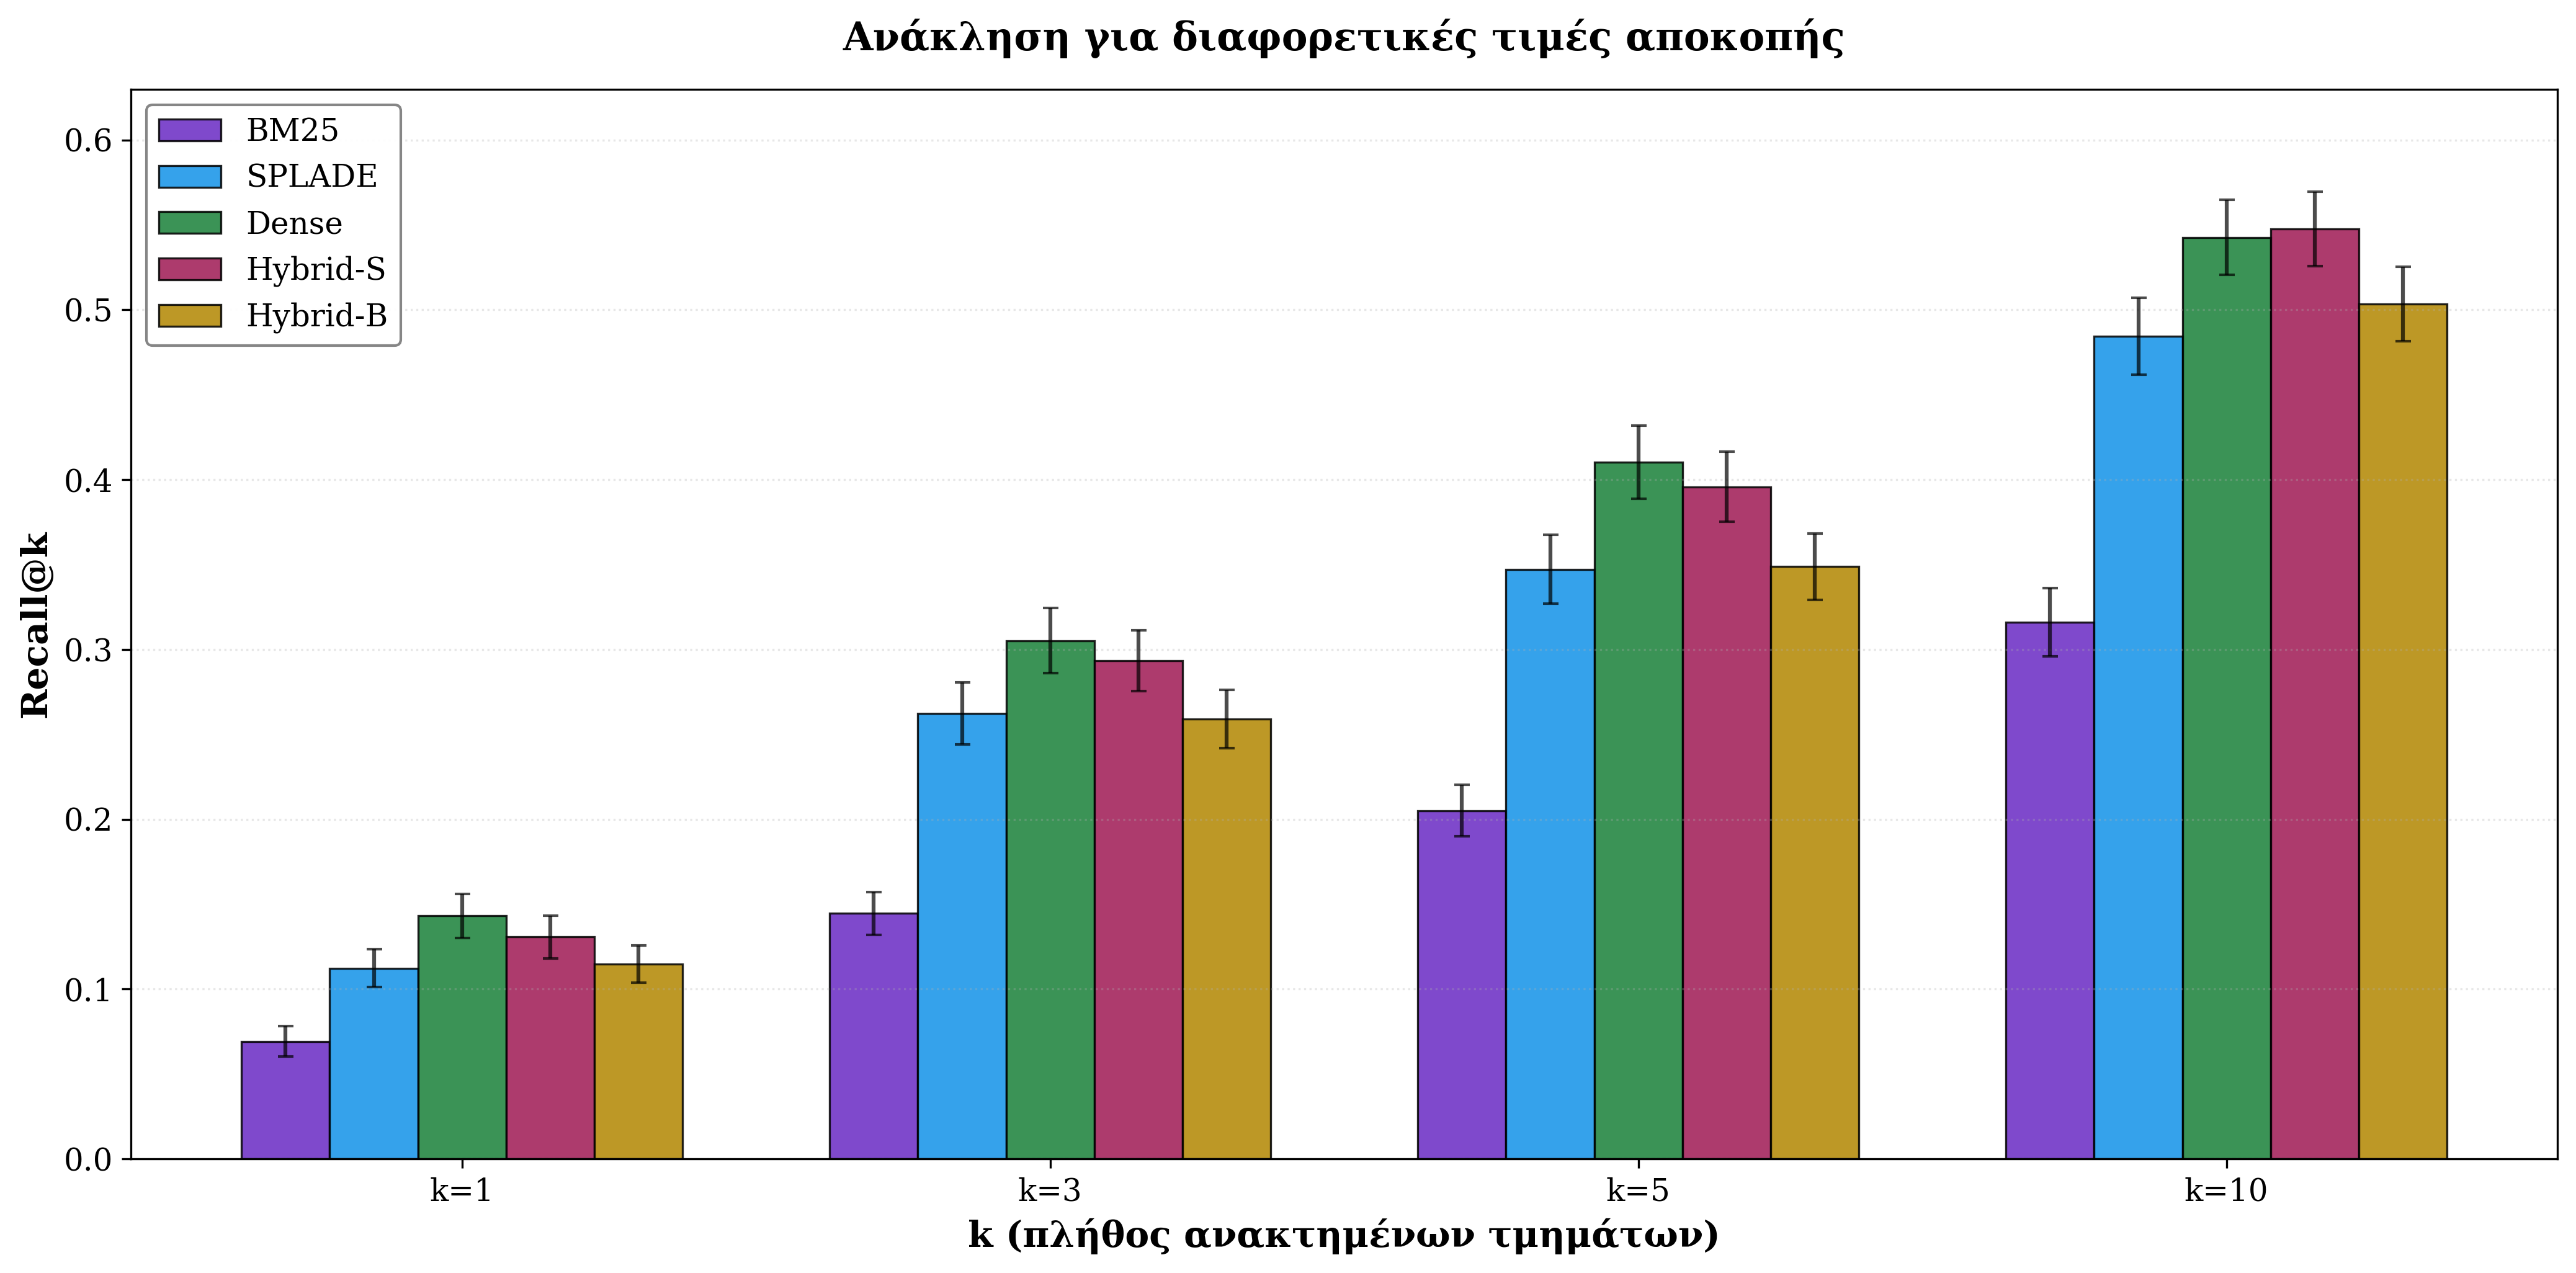 Ανάκληση για διαφορετικές τιμές αποκοπής
BM25
SPLADE
Dense
Hybrid-S
Hybrid-B
Recall@k
0.6
0.5
0.4
0.3
0.2
0.1
0.0
k=1
k=3
k=5
k=10
k (πλήθος ανακτημένων τμημάτων)